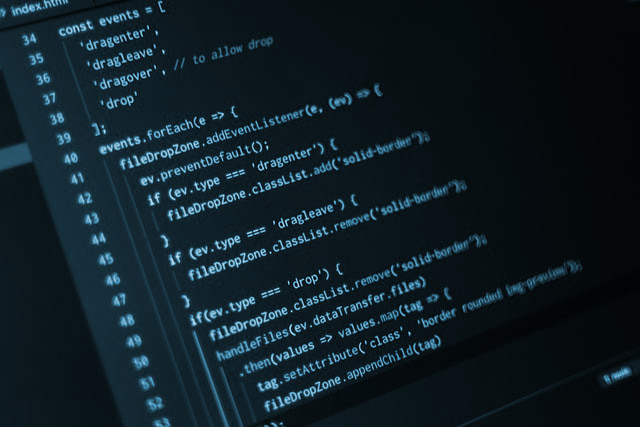 index.html
34 const events = [
35 'dragenter',
36 'dragleave',
37 'dragover', // to allow drop
38 'drop'
39 ];
40 events.forEach(e => {
41 fileDropZone.addEventListener(e, (ev) => {
42 ev.preventDefault();
43 if (ev.type === 'dragenter') {
44 fileDropZone.classList.add('solid-border');
45 }
46 if (ev.type === 'dragleave') {
47 fileDropZone.classList.remove('solid-border');
48 }
49 if(ev.type === 'drop') {
50 fileDropZone.classList.remove('solid-border');
51 handleFiles(ev.dataTransfer.files)
52 .then(values => values.map(tag => {
53 tag.setAttribute('class', 'border rounded img-preview');
fileDropZone.appendChild(tag)
}));